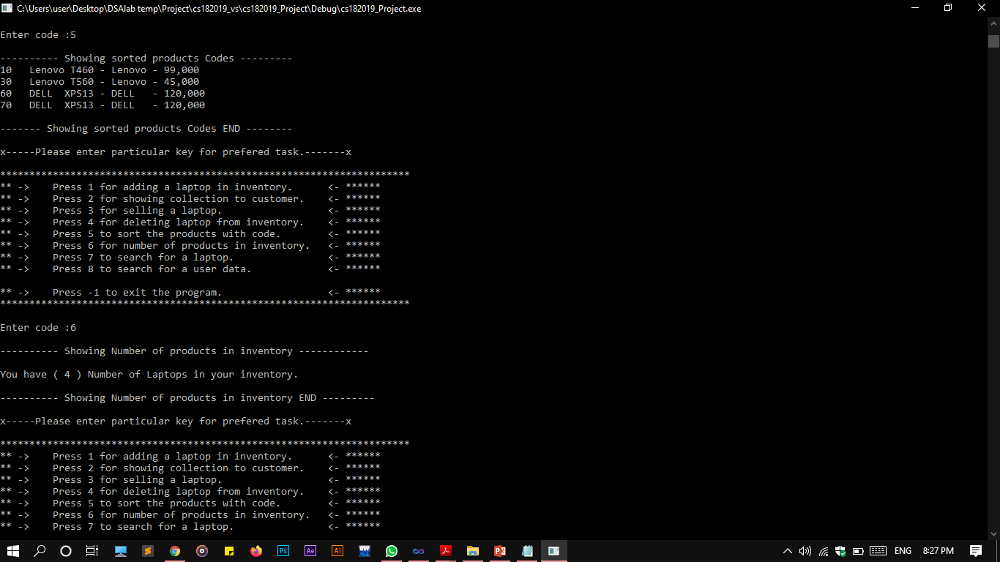 C:\Users\user\Desktop\DSAlab temp\Project\cs182019_vs\cs182019_Project\Debug\cs182019_Project.exe
Enter code :5
---------- Showing sorted products Codes ---------
10   Lenovo T460 - Lenovo - 99,000
30   Lenovo T560 - Lenovo - 45,000
60   DELL  XPS13 - DELL   - 120,000
70   DELL  XPS13 - DELL   - 120,000
------- Showing sorted products Codes END --------
x-----Please enter particular key for prefered task.-------x
**********************************************************************
** ->    Press 1 for adding a laptop in inventory.      <- ******
** ->    Press 2 for showing collection to customer.    <- ******
** ->    Press 3 for selling a laptop.                  <- ******
** ->    Press 4 for deleting laptop from inventory.    <- ******
** ->    Press 5 to sort the products with code.        <- ******
** ->    Press 6 for number of products in inventory.   <- ******
** ->    Press 7 to search for a laptop.                <- ******
** ->    Press 8 to search for a user data.             <- ******
** ->    Press -1 to exit the program.                  <- ******
**********************************************************************
Enter code :6
---------- Showing Number of products in inventory ------------
You have ( 4 ) Number of Laptops in your inventory.
---------- Showing Number of products in inventory END ---------
x-----Please enter particular key for prefered task.-------x
**********************************************************************
** ->    Press 1 for adding a laptop in inventory.      <- ******
** ->    Press 2 for showing collection to customer.    <- ******
** ->    Press 3 for selling a laptop.                  <- ******
** ->    Press 4 for deleting laptop from inventory.    <- ******
** ->    Press 5 to sort the products with code.        <- ******
** ->    Press 6 for number of products in inventory.   <- ******
** ->    Press 7 to search for a laptop.                <- ******
Ps Ae Ai ENG 8:27 PM